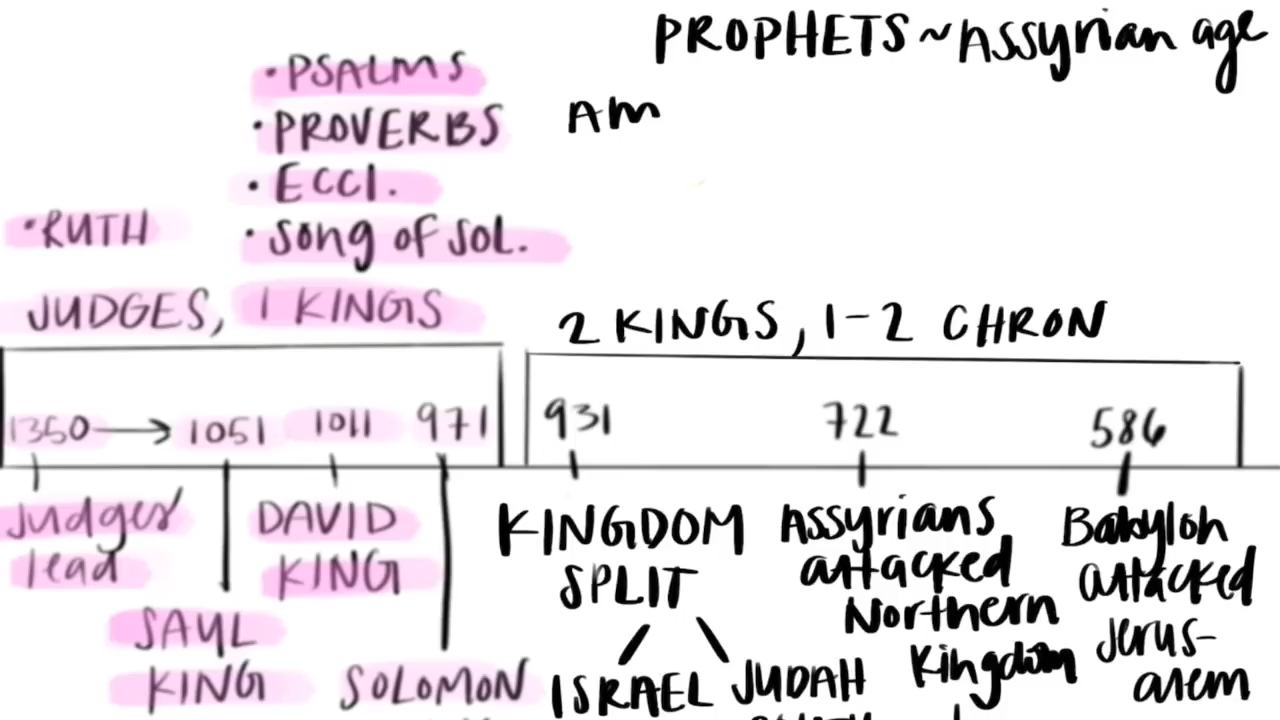 PROPHETS ~ Assyrian age
Am
• PSALMS
• PROVERBS
• Eccl.
• Song of Sol.
• RUTH
JUDGES, 1 KINGS
2 KINGS, 1-2 CHRON
1350 → 1051 1011 971 931 722 586
Judges
lead
SAUL
KING
DAVID
KING
SOLOMON
KINGDOM
SPLIT
ISRAEL JUDAH
Assyrians
attacked
Northern
Kingdom
Babylon
attacked
Jerus-
alem